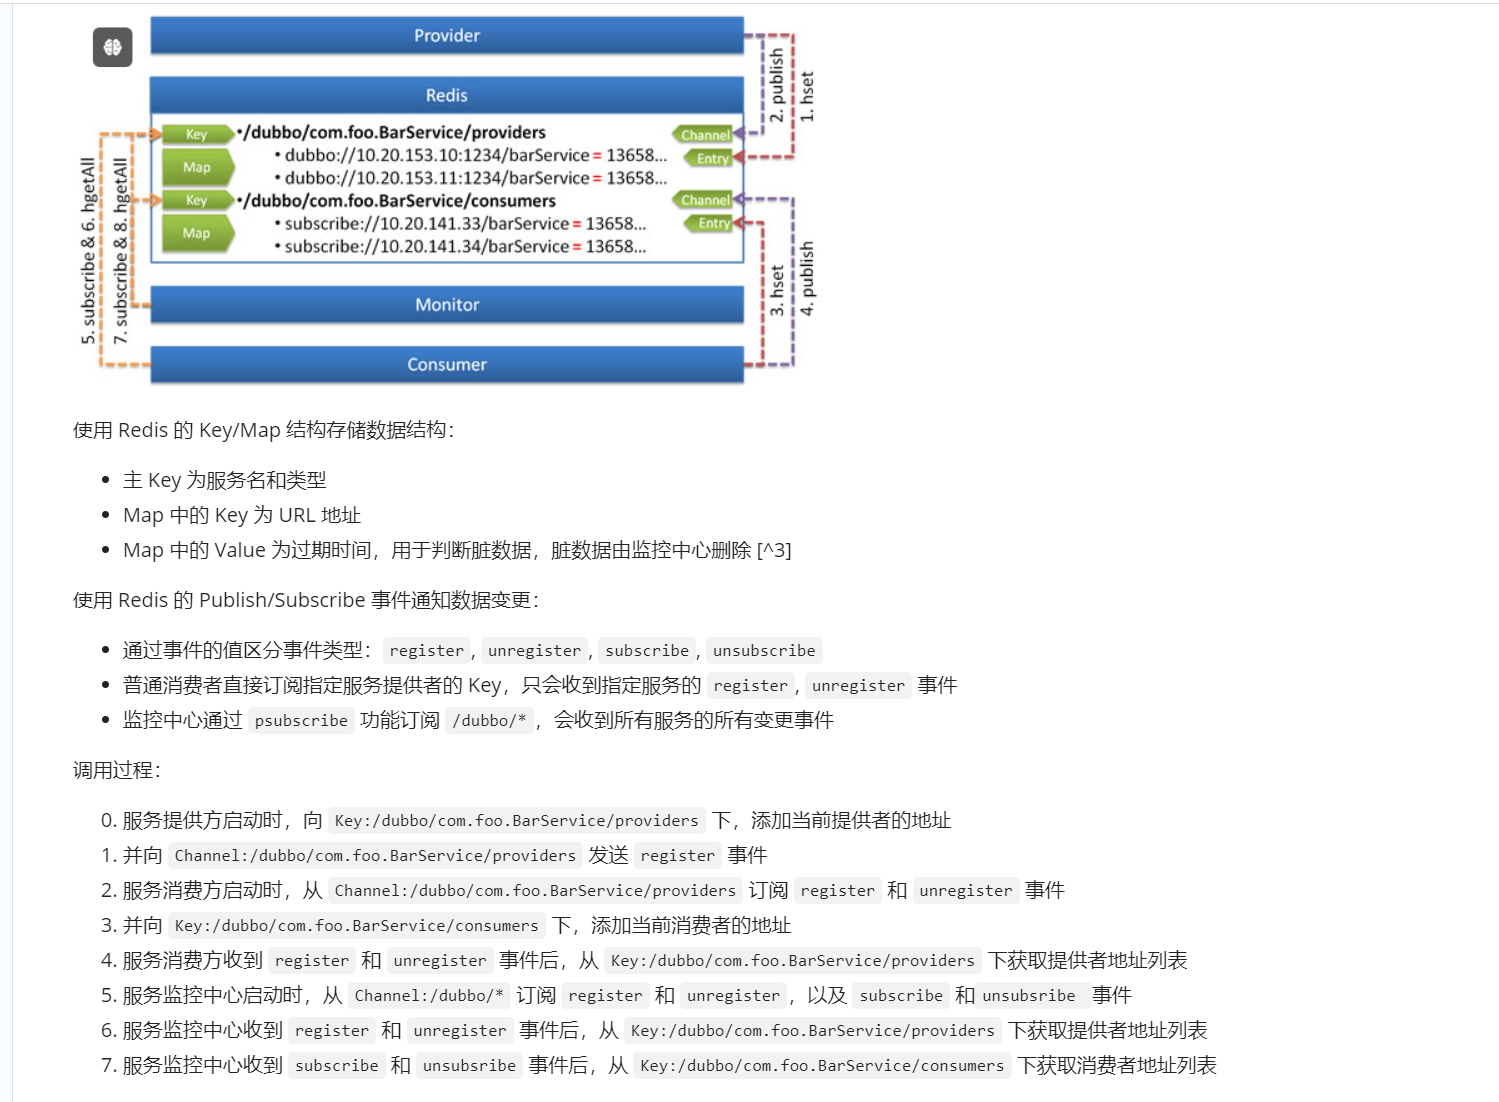 Provider
Redis
Key
•/dubbo/com.foo.BarService/providers
Channel
Map
• dubbo://10.20.153.10:1234/barService = 13658...
Entry
• dubbo://10.20.153.11:1234/barService = 13658...
Key
•/dubbo/com.foo.BarService/consumers
Channel
Map
• subscribe://10.20.141.33/barService = 13658...
Entry
• subscribe://10.20.141.34/barService = 13658...
Monitor
Consumer
5. subscribe & 6. hgetAll
7. subscribe & 8. hgetAll
2. publish
1. hset
3. hset
4. publish
使用 Redis 的 Key/Map 结构存储数据结构：
• 主 Key 为服务名和类型
• Map 中的 Key 为 URL 地址
• Map 中的 Value 为过期时间，用于判断脏数据，脏数据由监控中心删除 [^3]
使用 Redis 的 Publish/Subscribe 事件通知数据变更：
• 通过事件的值区分事件类型：register, unregister, subscribe, unsubscribe
• 普通消费者直接订阅指定服务提供者的 Key，只会收到指定服务的 register, unregister 事件
• 监控中心通过 psubscribe 功能订阅 /dubbo/*，会收到所有服务的所有变更事件
调用过程：
0. 服务提供方启动时，向 Key:/dubbo/com.foo.BarService/providers 下，添加当前提供者的地址
1. 并向 Channel:/dubbo/com.foo.BarService/providers 发送 register 事件
2. 服务消费方启动时，从 Channel:/dubbo/com.foo.BarService/providers 订阅 register 和 unregister 事件
3. 并向 Key:/dubbo/com.foo.BarService/consumers 下，添加当前消费者的地址
4. 服务消费方收到 register 和 unregister 事件后，从 Key:/dubbo/com.foo.BarService/providers 下获取提供者地址列表
5. 服务监控中心启动时，从 Channel:/dubbo/* 订阅 register 和 unregister，以及 subscribe 和 unsubsribe 事件
6. 服务监控中心收到 register 和 unregister 事件后，从 Key:/dubbo/com.foo.BarService/providers 下获取提供者地址列表
7. 服务监控中心收到 subscribe 和 unsubsribe 事件后，从 Key:/dubbo/com.foo.BarService/consumers 下获取消费者地址列表